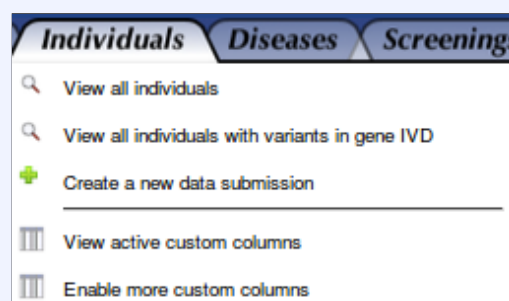 Individuals Diseases Screenings
View all individuals
View all individuals with variants in gene IVD
Create a new data submission
View active custom columns
Enable more custom columns